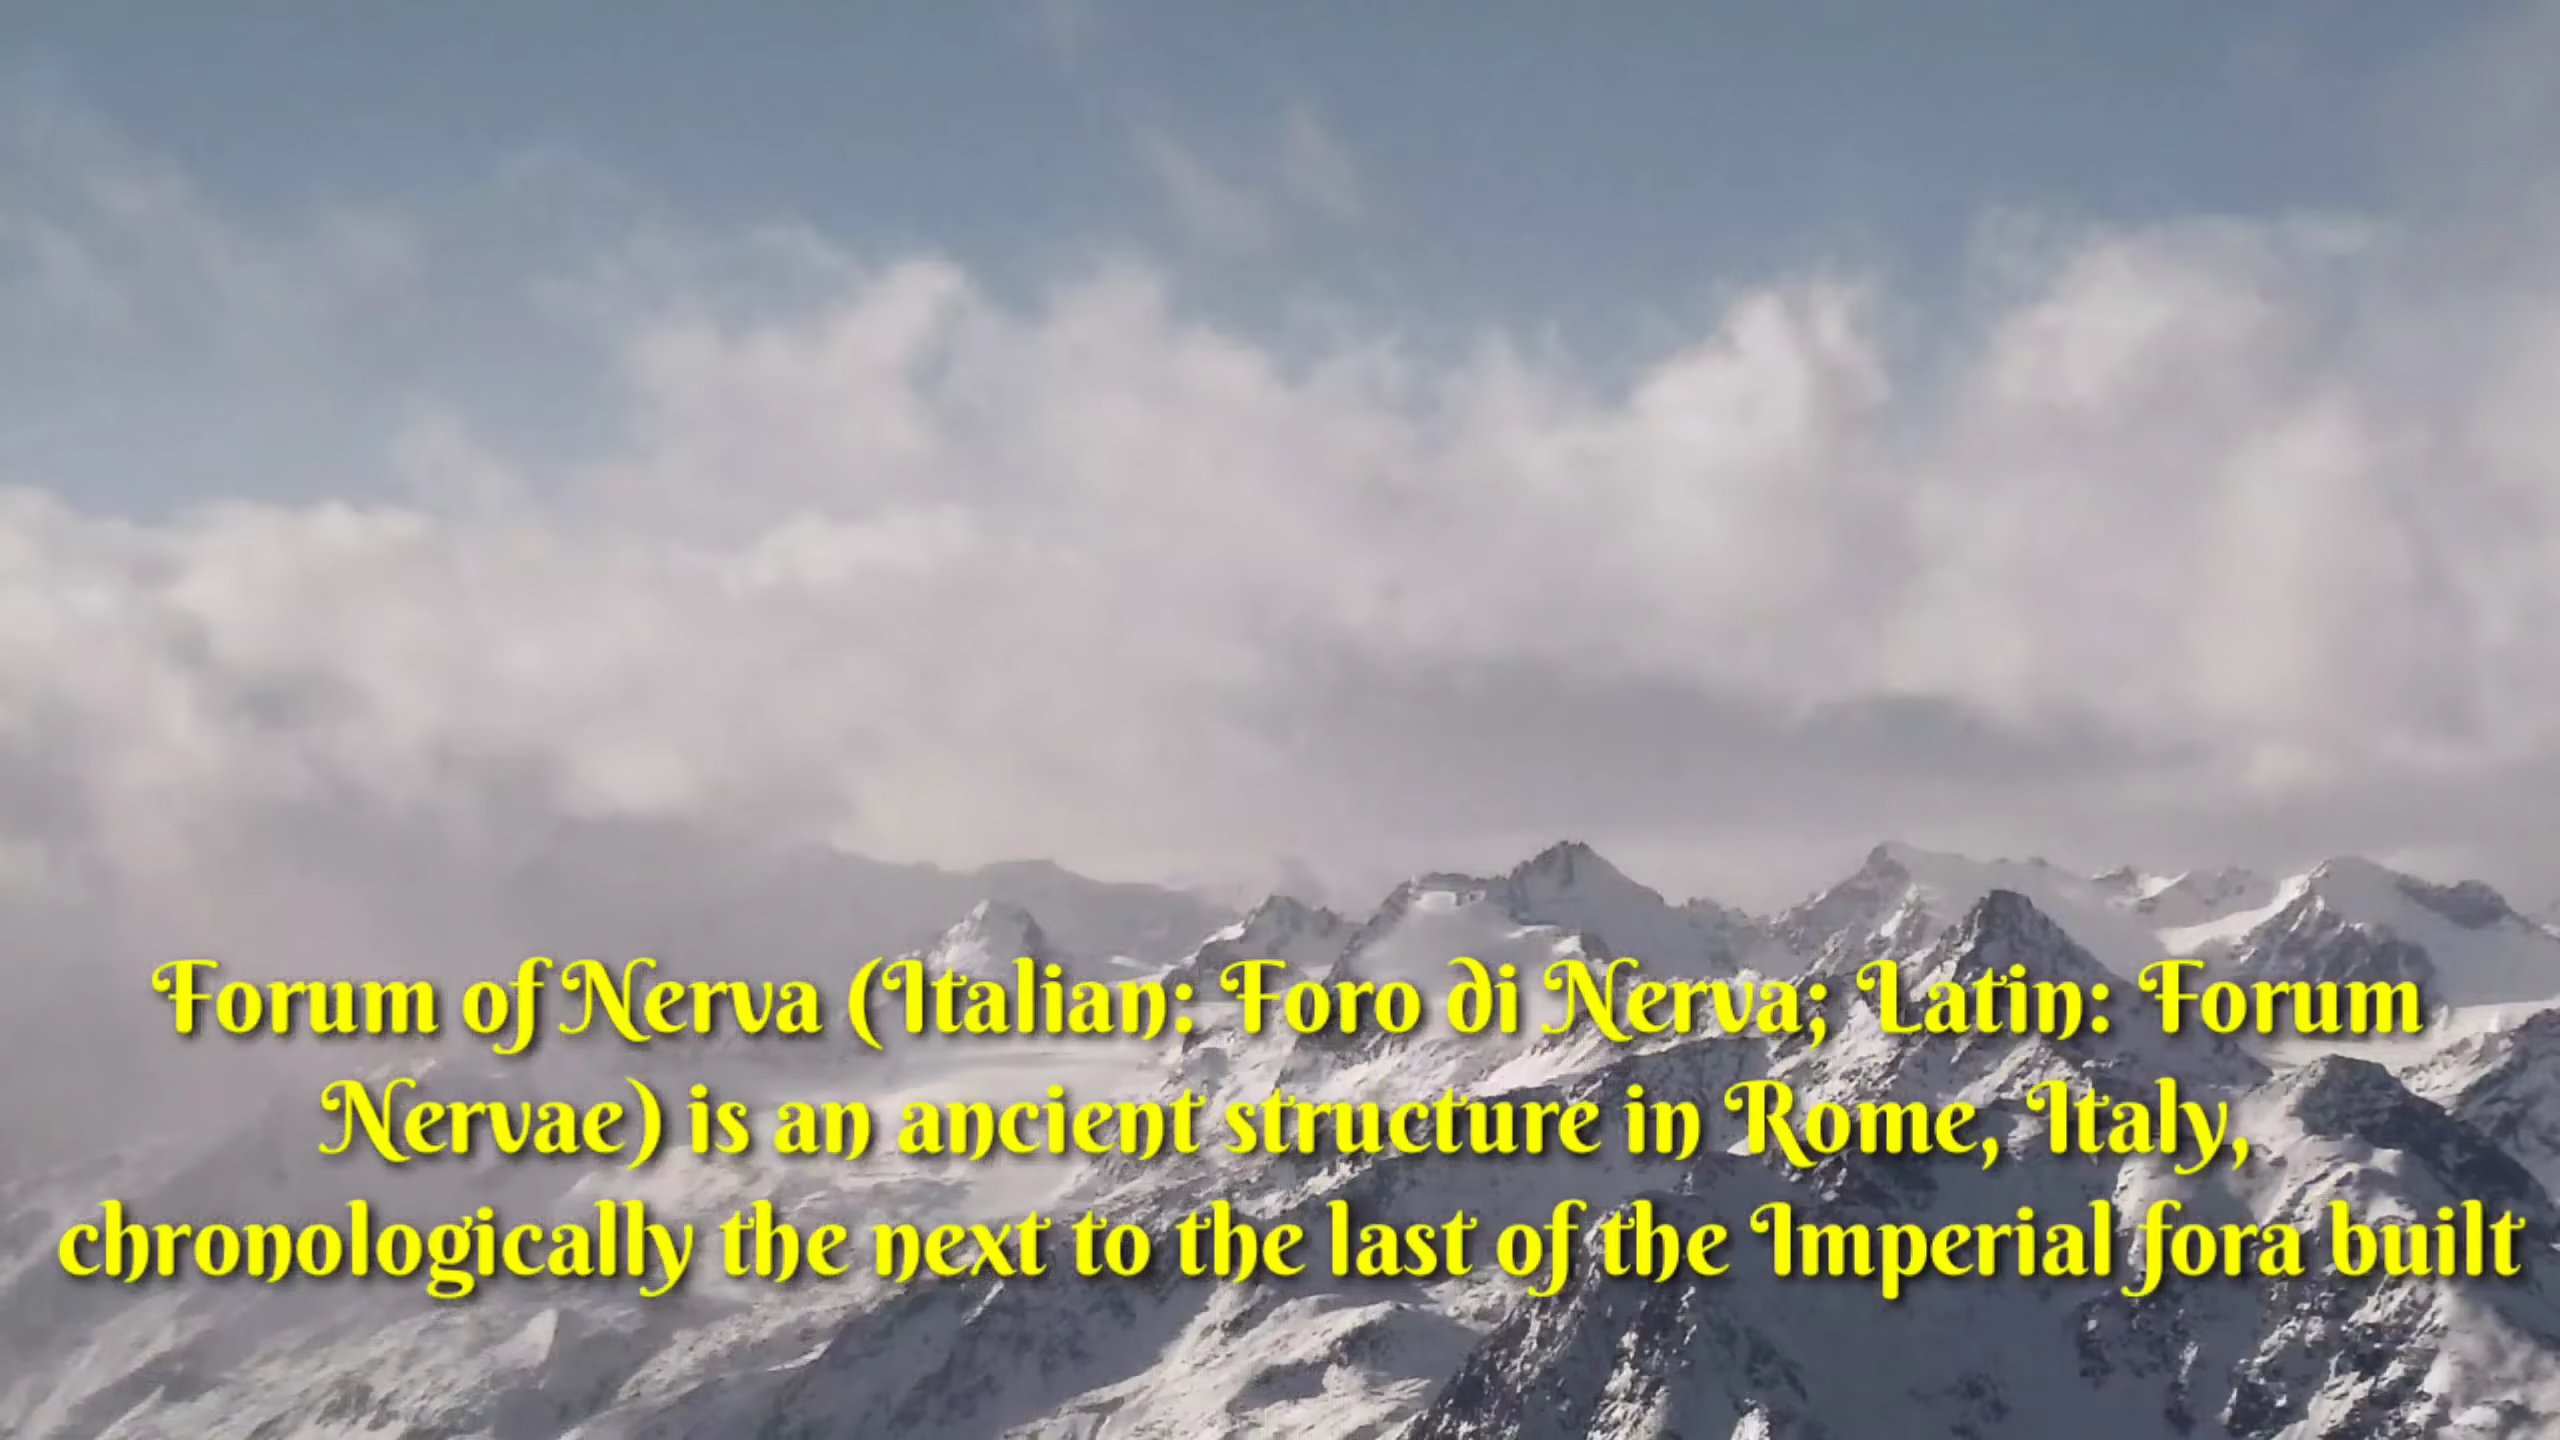 Forum of Nerva (Italian: Foro di Nerva; Latin: Forum
Nervae) is an ancient structure in Rome, Italy,
chronologically the next to the last of the Imperial fora built